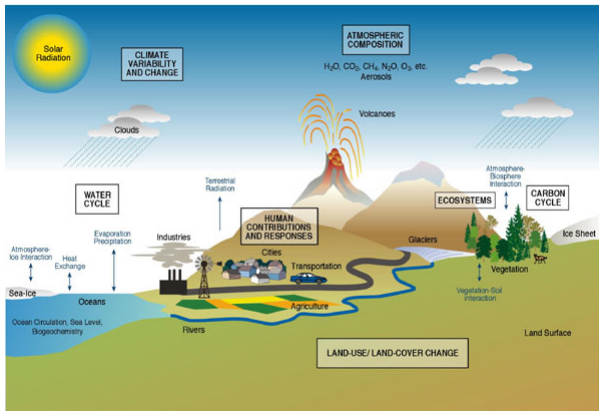 Solar
Radiation
CLIMATE
VARIABILITY
AND CHANGE
ATMOSPHERIC
COMPOSITION
H₂O, CO₂, CH₄, N₂O, O₃, etc.
Aerosols
Clouds
Volcanoes
WATER
CYCLE
Terrestrial
Radiation
Atmosphere-
Biosphere
Interaction
ECOSYSTEMS
CARBON
CYCLE
HUMAN
CONTRIBUTIONS
AND RESPONSES
Atmosphere-
Ice Interaction
Heat
Exchange
Evaporation
Precipitation
Industries
Cities
Transportation
Glaciers
Ice Sheet
Vegetation
Sea-Ice
Oceans
Agriculture
Vegetation-Soil
Interaction
Ocean Circulation, Sea Level,
Biogeochemistry
Rivers
Land Surface
LAND-USE/ LAND-COVER CHANGE